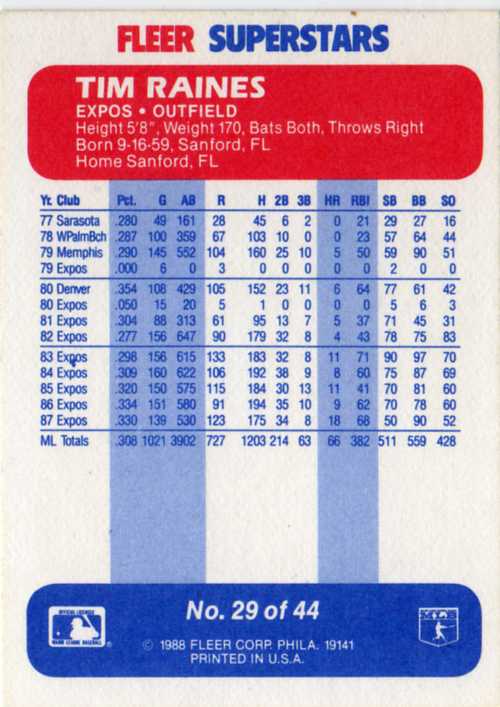 FLEER SUPERSTARS
TIM RAINES
EXPOS • OUTFIELD
Height 5'8", Weight 170, Bats Both, Throws Right
Born 9-16-59, Sanford, FL
Home Sanford, FL
Yr. Club Pct. G AB R H 2B 3B HR RBI SB BB SO
77 Sarasota .280 49 161 28 45 6 2 0 21 29 27 16
78 WPalmBch .287 100 359 67 103 10 0 0 23 57 64 44
79 Memphis .290 145 552 104 160 25 10 5 50 59 90 51
79 Expos .000 6 0 3 0 0 0 0 0 2 0 0
80 Denver .354 108 429 105 152 23 11 6 64 77 61 42
80 Expos .050 15 20 5 1 0 0 0 0 5 6 3
81 Expos .304 88 313 61 95 13 7 5 37 71 45 31
82 Expos .277 156 647 90 179 32 8 4 43 78 75 83
83 Expos .298 156 615 133 183 32 8 11 71 90 97 70
84 Expos .309 160 622 106 192 38 9 8 60 75 87 69
85 Expos .320 150 575 115 184 30 13 11 41 70 81 60
86 Expos .334 151 580 91 194 35 10 9 62 70 78 60
87 Expos .330 139 530 123 175 34 8 18 68 50 90 52
ML Totals .308 1021 3902 727 1203 214 63 66 382 511 559 428
No. 29 of 44
OFFICIAL LICENSEE
MAJOR LEAGUE BASEBALL
© 1988 FLEER CORP. PHILA. 19141
PRINTED IN U.S.A.